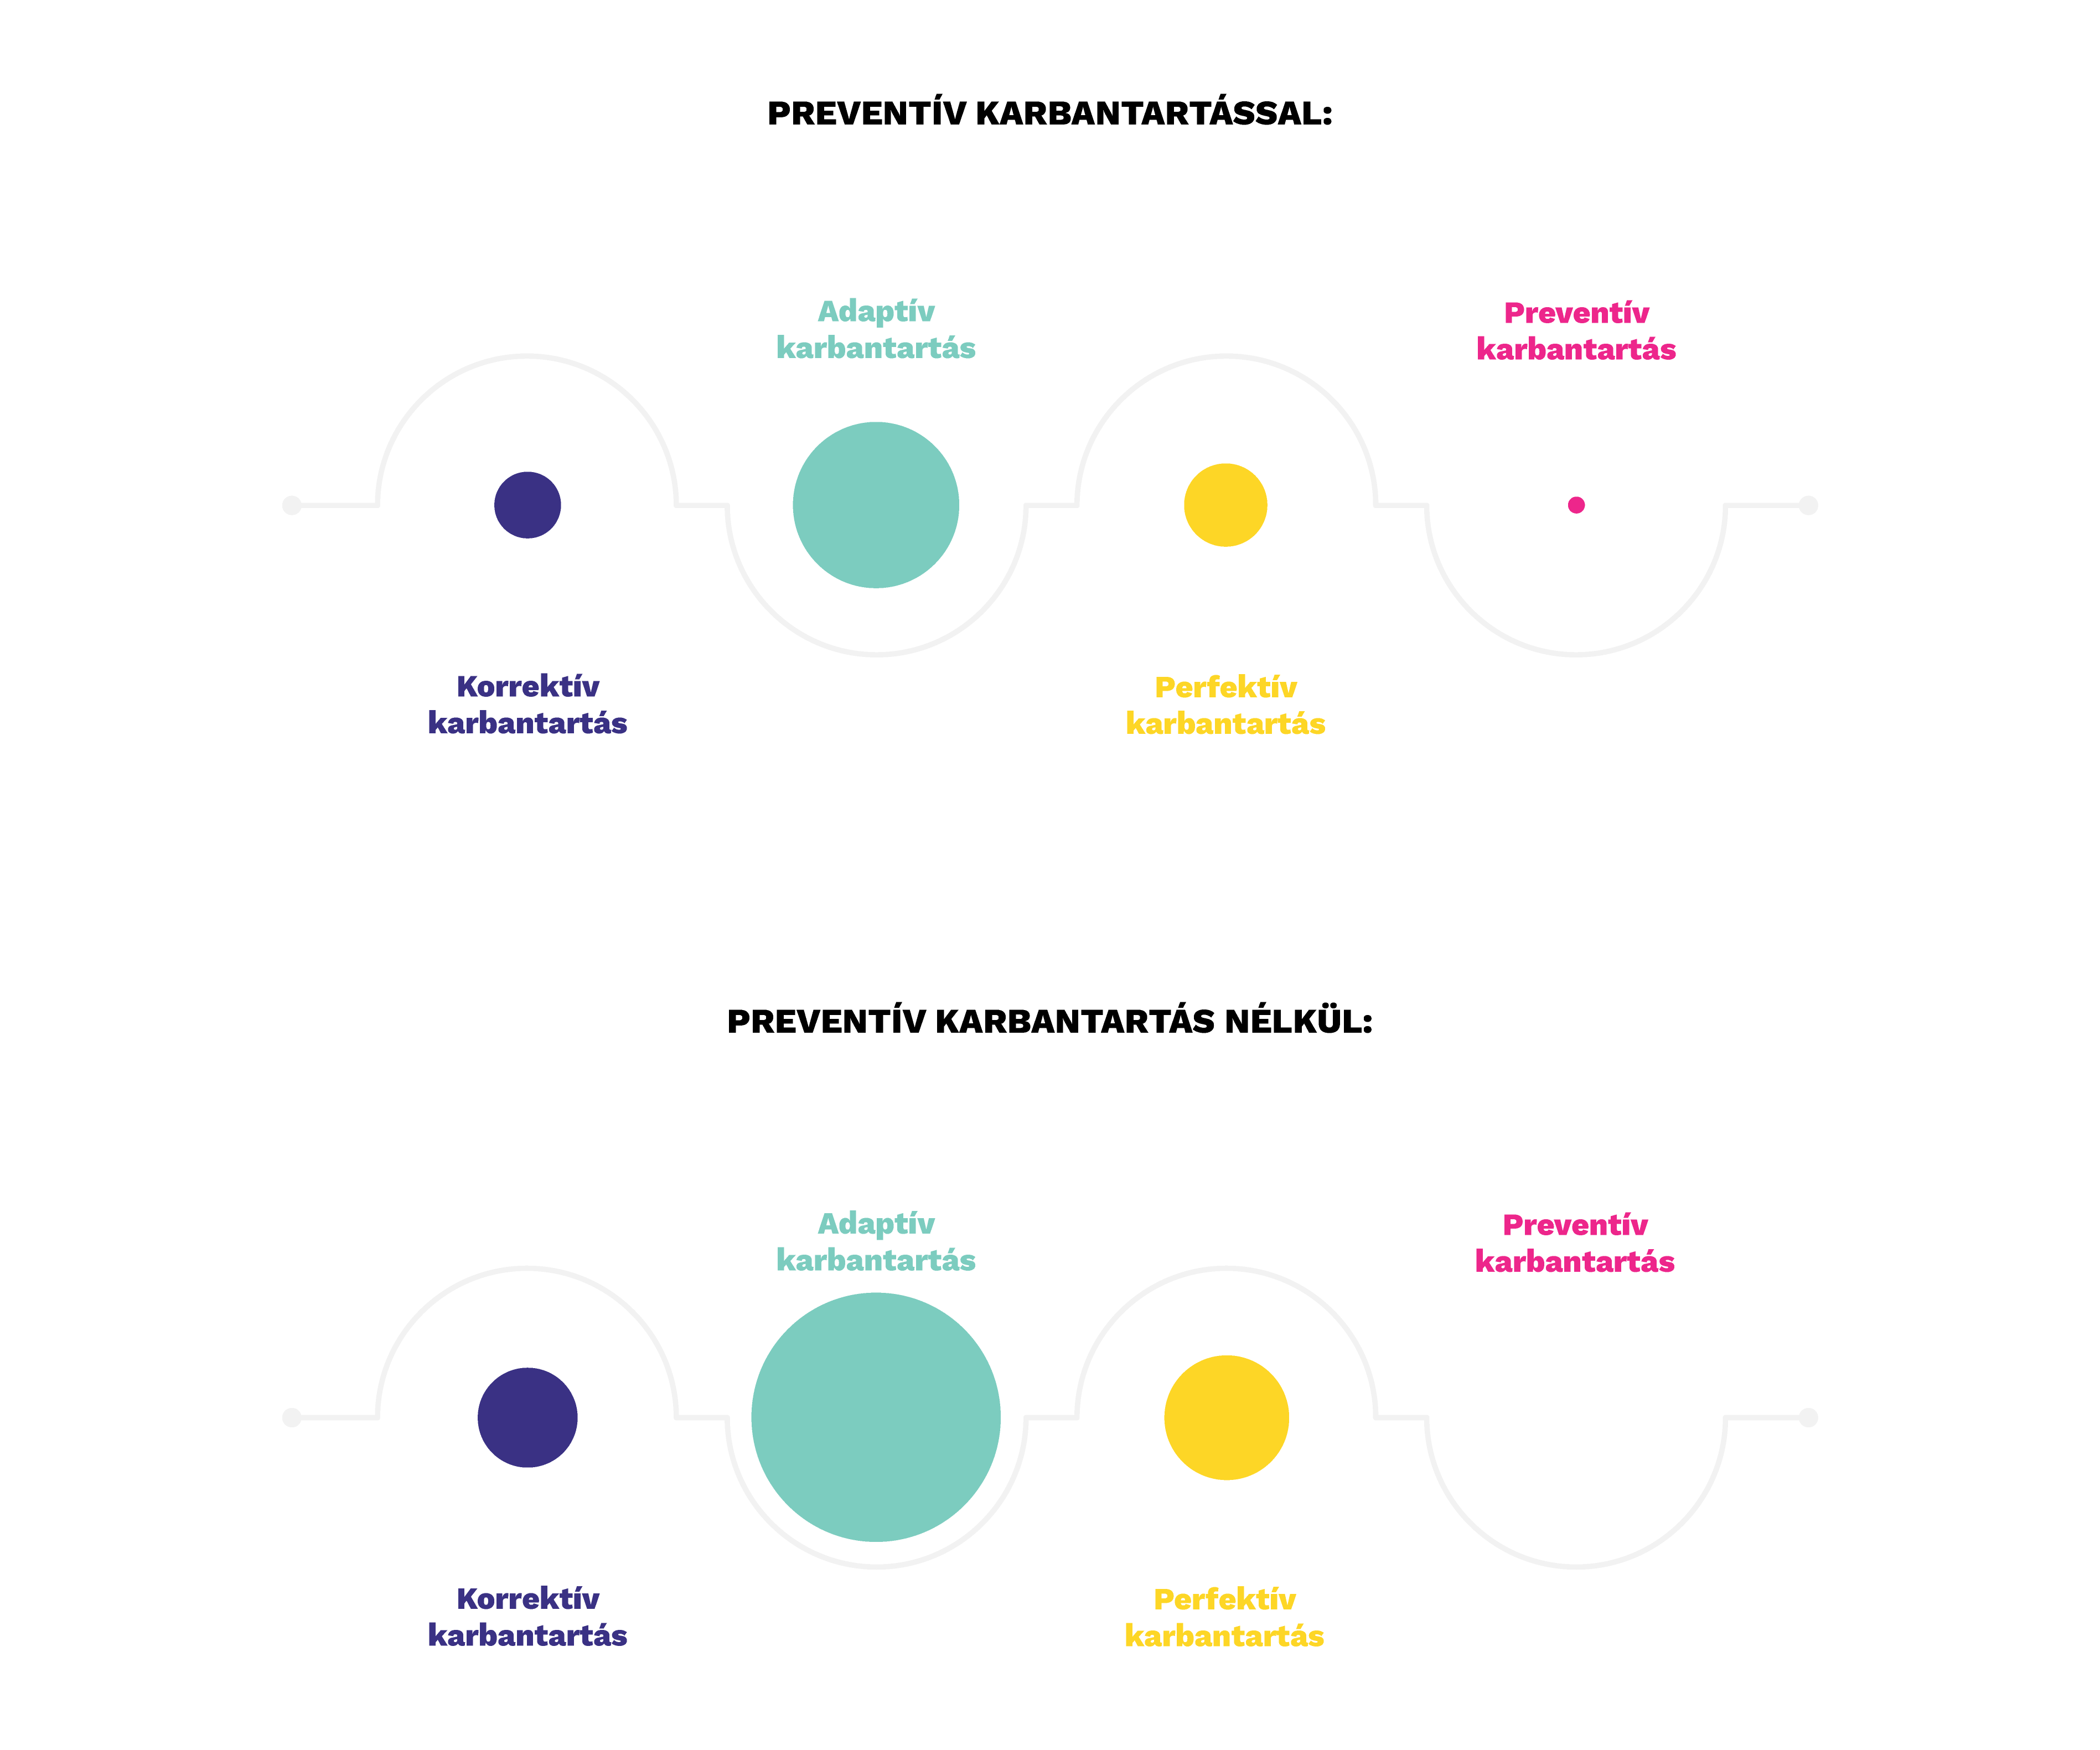 PREVENTÍV KARBANTARTÁSSAL:
Adaptív
karbantartás
Preventív
karbantartás
Korrektív
karbantartás
Perfektív
karbantartás
PREVENTÍV KARBANTARTÁS NÉLKÜL:
Adaptív
karbantartás
Preventív
karbantartás
Korrektív
karbantartás
Perfektív
karbantartás